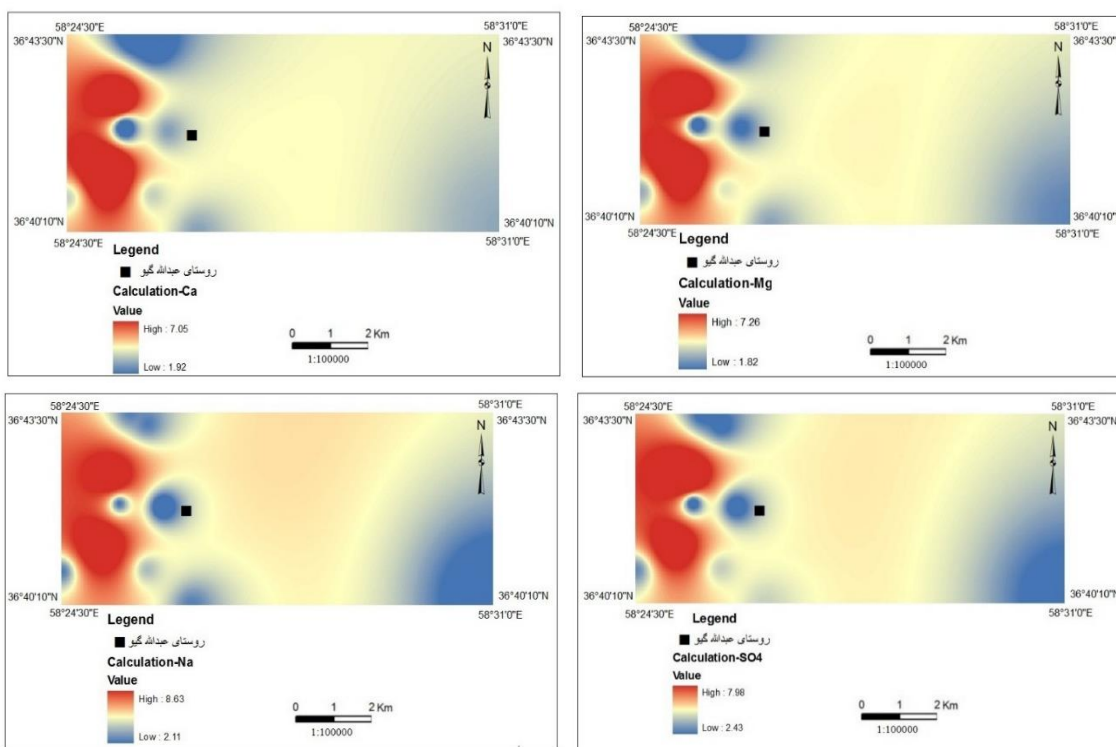 58°24'30"E
58°31'0"E
36°43'30"N
36°43'30"N
N
36°40'10"N
36°40'10"N
58°24'30"E
58°31'0"E
Legend
روستای عبدالله گیو
Calculation-Ca
Value
High : 7.05
Low : 1.92
0 1 2 Km
1:100000
58°24'30"E
58°31'0"E
36°43'30"N
36°43'30"N
N
36°40'10"N
36°40'10"N
58°24'30"E
58°31'0"E
Legend
روستای عبدالله گیو
Calculation-Mg
Value
High : 7.26
Low : 1.82
0 1 2 Km
1:100000
58°24'30"E
58°31'0"E
36°43'30"N
36°43'30"N
N
36°40'10"N
36°40'10"N
58°24'30"E
58°31'0"E
Legend
روستای عبدالله گیو
Calculation-Na
Value
High : 8.63
Low : 2.11
0 1 2 Km
1:100000
58°24'30"E
58°31'0"E
36°43'30"N
36°43'30"N
N
36°40'10"N
36°40'10"N
58°24'30"E
58°31'0"E
Legend
روستای عبدالله گیو
Calculation-SO4
Value
High : 7.98
Low : 2.43
0 1 2 Km
1:100000